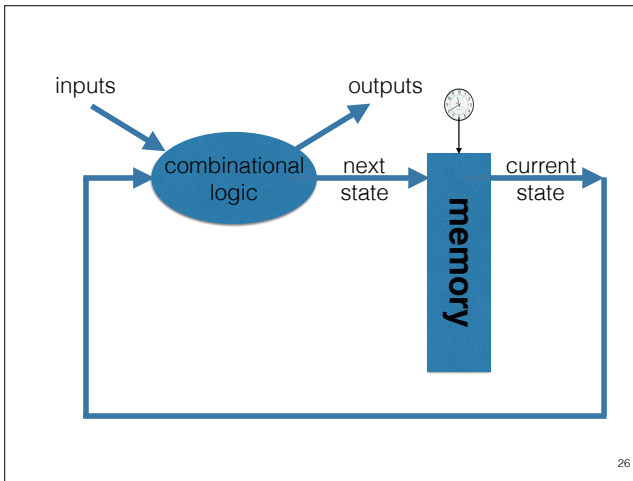 inputs
outputs
combinational
logic
next
state
memory
current
state
26